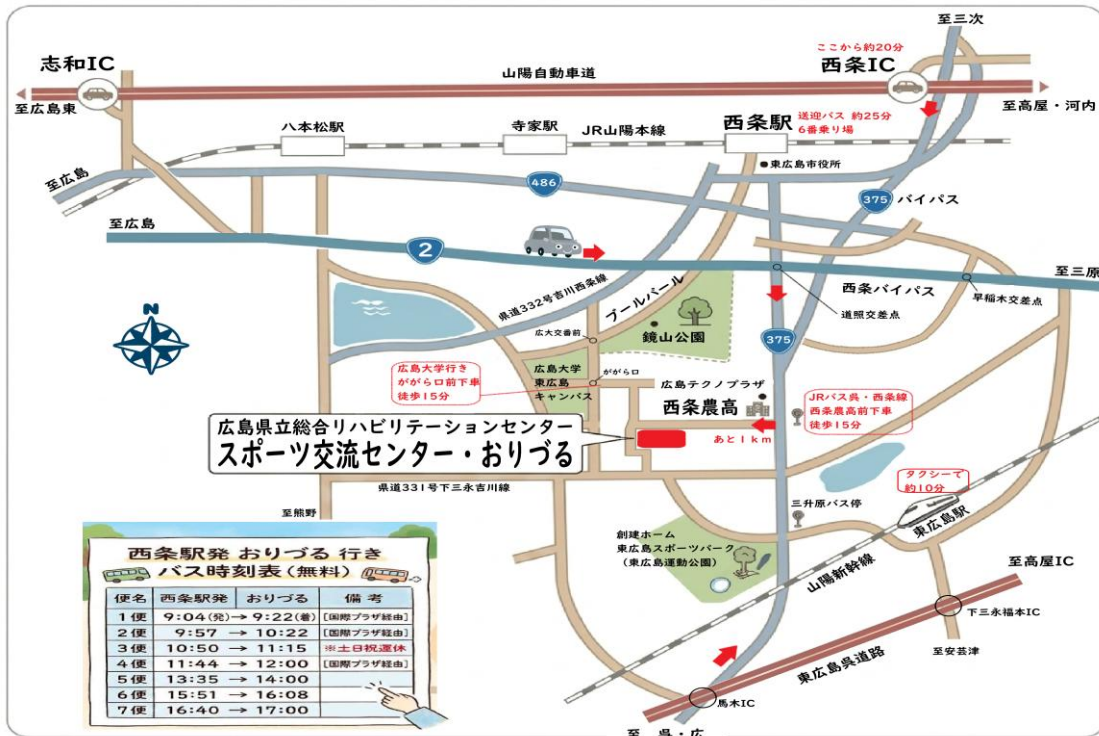 至三次
ここから約20分
志和IC
山陽自動車道
西条IC
至広島東
至高屋・河内
八本松駅
寺家駅
JR山陽本線
西条駅
送迎バス 約25分
6番乗り場
東広島市役所
至広島
486
375
バイパス
至広島
2
至三原
西条バイパス
早稲木交差点
道照交差点
県道332号吉川西条線
ブールバール
N
鏡山公園
375
広大交番前
広島大学
東広島
キャンパス
ががら口
広島大学行き
ががら口前下車
徒歩15分
広島テクノプラザ
西条農高
JRバス呉・西条線
西条農高前下車
徒歩15分
あと1km
広島県立総合リハビリテーションセンター
スポーツ交流センター・おりづる
県道331号下三永吉川線
タクシーで
約10分
三升原バス停
東広島駅
至熊野
創建ホーム
東広島スポーツパーク
(東広島運動公園)
山陽新幹線
至高屋IC
下三永福本IC
至安芸津
東広島呉道路
馬木IC
至 呉・広
西条駅発 おりづる 行き
バス時刻表(無料)
便名 西条駅発 おりづる 備考
1便 9:04(発)→ 9:22(着) [国際プラザ経由]
2便 9:57 → 10:22 [国際プラザ経由]
3便 10:50 → 11:15 ※土日祝運休
4便 11:44 → 12:00 [国際プラザ経由]
5便 13:35 → 14:00
6便 15:51 → 16:08
7便 16:40 → 17:00